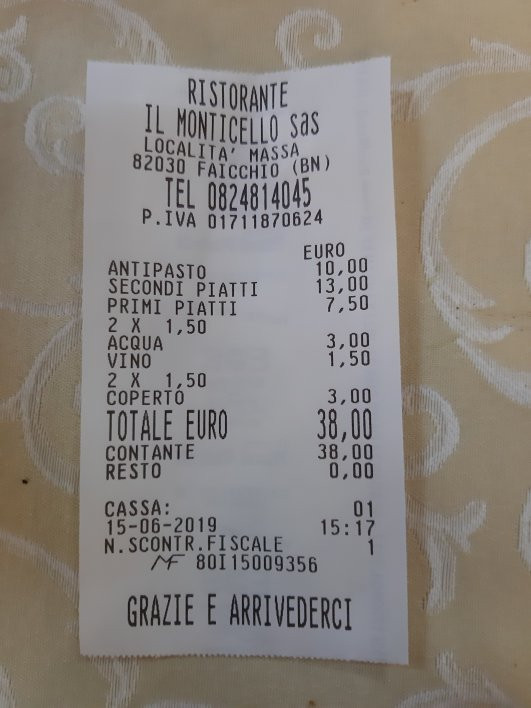 RISTORANTE
IL MONTICELLO sas
LOCALITA' MASSA
82030 FAICCHIO (BN)
TEL 0824814045
P.IVA 01711870624
EURO
ANTIPASTO 10,00
SECONDI PIATTI 13,00
PRIMI PIATTI 7,50
2 X 1,50
ACQUA 3,00
VINO 1,50
2 X 1,50
COPERTO 3,00
TOTALE EURO 38,00
CONTANTE 38,00
RESTO 0,00
CASSA: 01
15-06-2019 15:17
N.SCONTR.FISCALE 1
MF 80I15009356
GRAZIE E ARRIVEDERCI